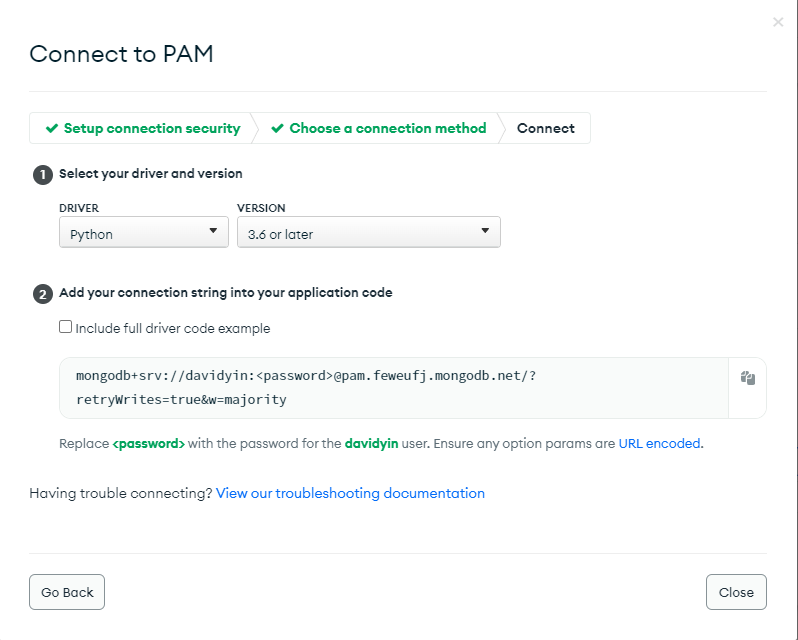 Connect to PAM
Setup connection security Choose a connection method Connect
1 Select your driver and version
DRIVER VERSION
Python 3.6 or later
2 Add your connection string into your application code
Include full driver code example
mongodb+srv://davidyin:<password>@pam.feweufj.mongodb.net/?
retryWrites=true&w=majority
Replace <password> with the password for the davidyin user. Ensure any option params are URL encoded.
Having trouble connecting? View our troubleshooting documentation
Go Back Close